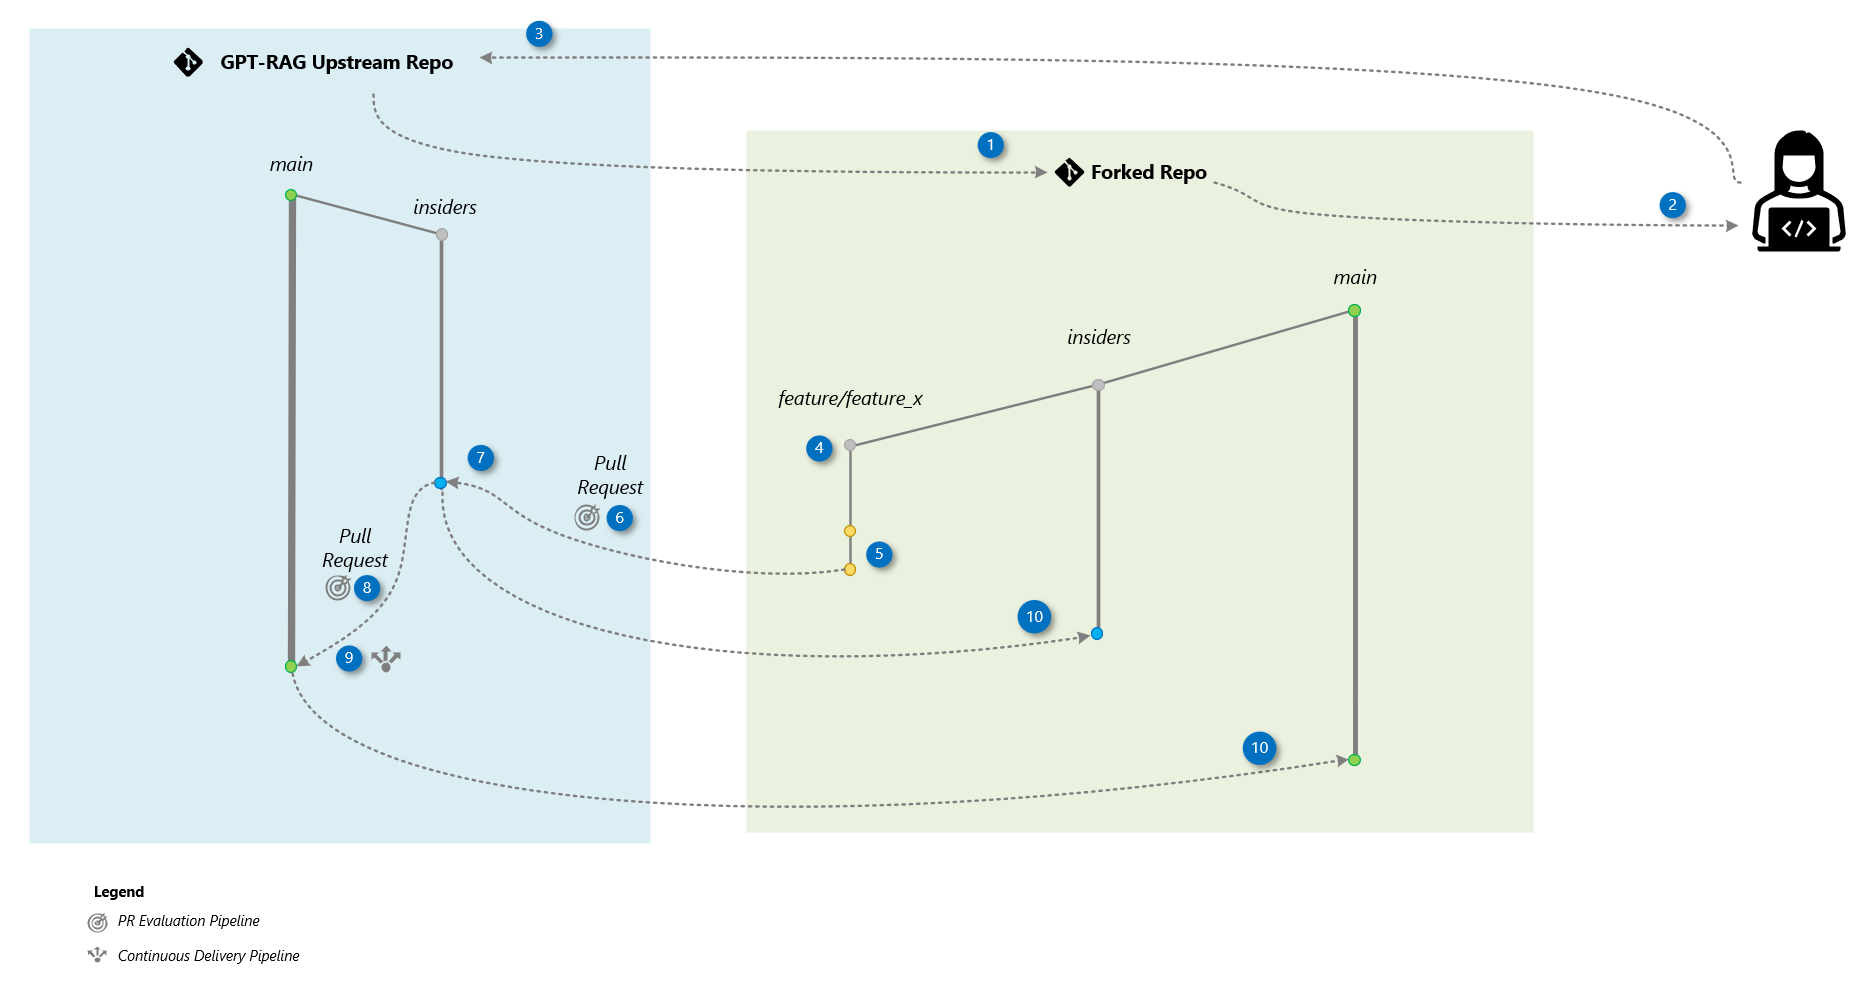 3
GPT-RAG Upstream Repo
1
Forked Repo
2
</>
main
insiders
main
insiders
feature/feature_x
4
7
Pull
Request
6
5
Pull
Request
8
9
10
10
Legend
PR Evaluation Pipeline
Continuous Delivery Pipeline